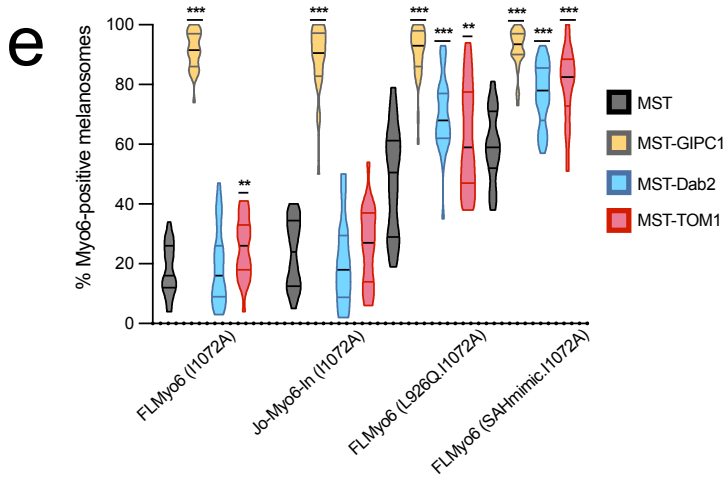 e
% Myo6-positive melanosomes
100
80
60
40
20
0
***
**
***
***
***
**
***
***
***
FLMyo6 (I1072A)
Jo-Myo6-In (I1072A)
FLMyo6 (L926Q.I1072A)
FLMyo6 (SAHmimic.I1072A)
MST
MST-GIPC1
MST-Dab2
MST-TOM1